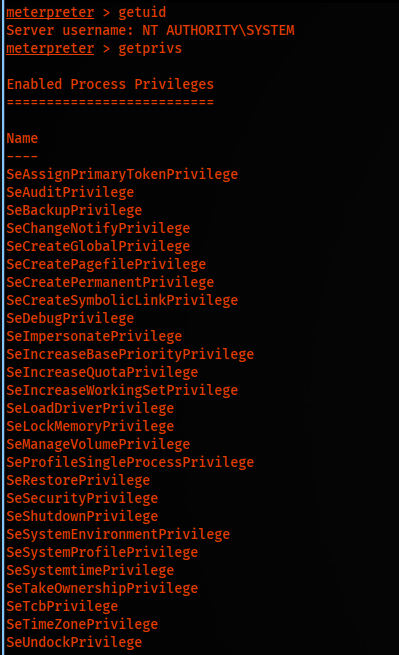 meterpreter > getuid
Server username: NT AUTHORITY\SYSTEM
meterpreter > getprivs
Enabled Process Privileges
==========================
Name
----
SeAssignPrimaryTokenPrivilege
SeAuditPrivilege
SeBackupPrivilege
SeChangeNotifyPrivilege
SeCreateGlobalPrivilege
SeCreatePagefilePrivilege
SeCreatePermanentPrivilege
SeCreateSymbolicLinkPrivilege
SeDebugPrivilege
SeImpersonatePrivilege
SeIncreaseBasePriorityPrivilege
SeIncreaseQuotaPrivilege
SeIncreaseWorkingSetPrivilege
SeLoadDriverPrivilege
SeLockMemoryPrivilege
SeManageVolumePrivilege
SeProfileSingleProcessPrivilege
SeRestorePrivilege
SeSecurityPrivilege
SeShutdownPrivilege
SeSystemEnvironmentPrivilege
SeSystemProfilePrivilege
SeSystemtimePrivilege
SeTakeOwnershipPrivilege
SeTcbPrivilege
SeTimeZonePrivilege
SeUndockPrivilege